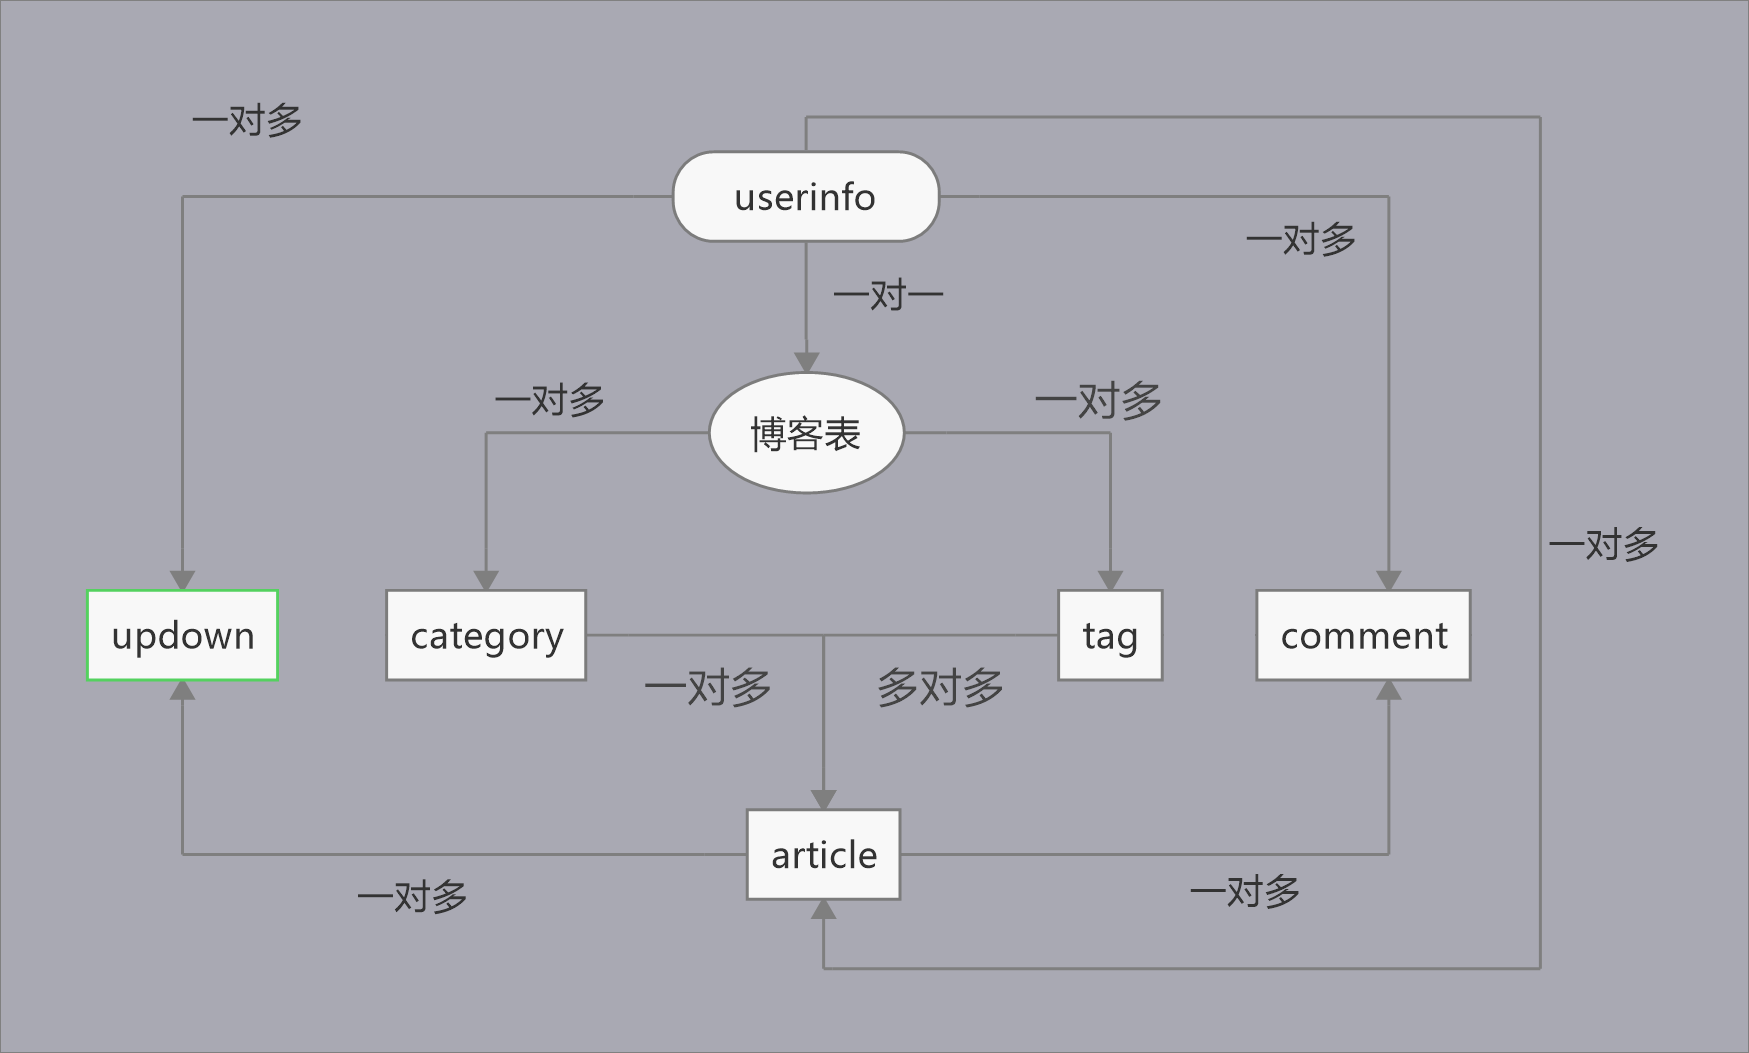 一对多
userinfo
一对多
一对一
一对多
一对多
博客表
一对多
updown
category
tag
comment
一对多
多对多
article
一对多
一对多